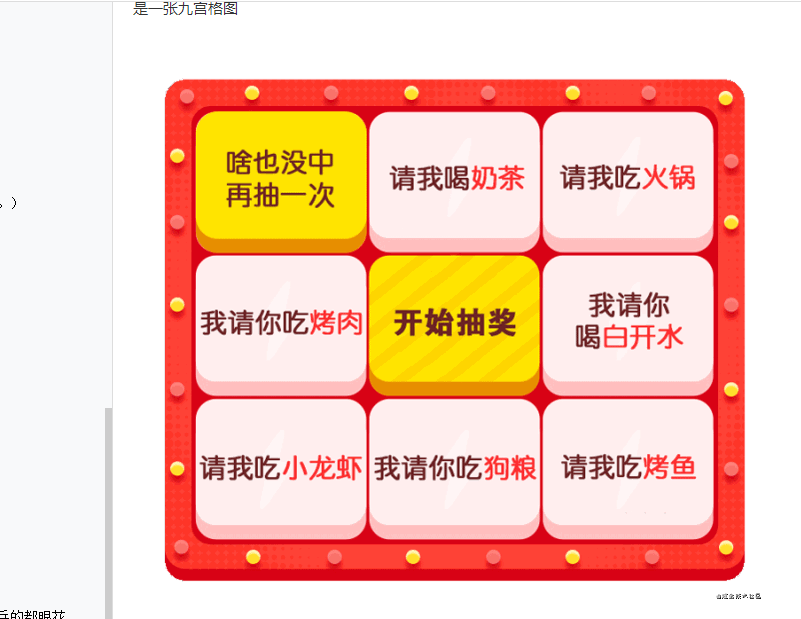 是一张九宫格图
。）
啥也没中
再抽一次
请我喝奶茶
请我吃火锅
我请你吃烤肉
开始抽奖
我请你
喝白开水
请我吃小龙虾
我请你吃狗粮
请我吃烤鱼
的都眼花